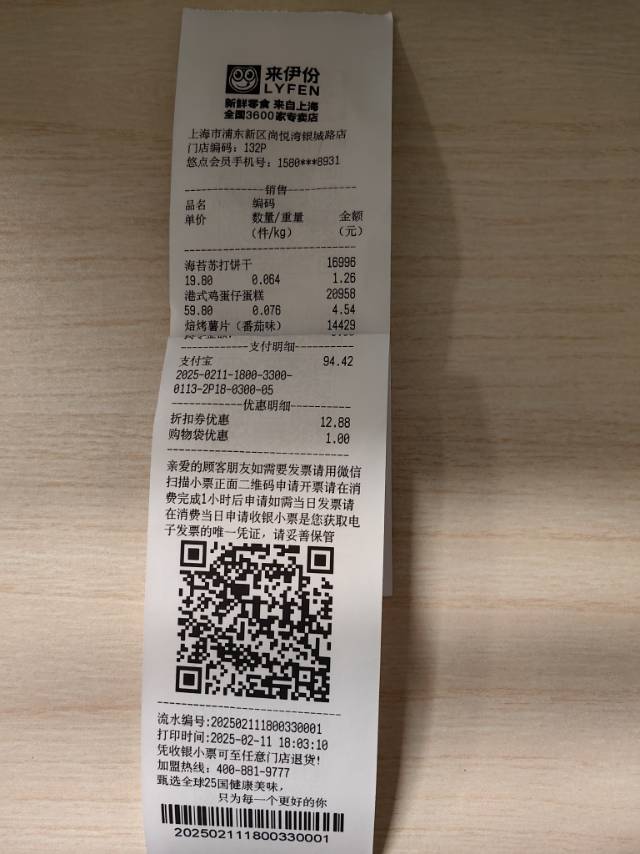 来伊份
LYFEN
新鲜零食 来自上海
全国3600家专卖店
上海市浦东新区尚悦湾银城路店
门店编码：132P
悠点会员手机号：1580***8931
销售
品名 编码
单价 数量/重量 金额
（件/kg） （元）
海苔苏打饼干 16996
19.80 0.064 1.26
港式鸡蛋仔蛋糕 20958
59.80 0.076 4.54
焙烤薯片（番茄味） 14429
支付明细
支付宝 94.42
2025-0211-1800-3300-
0113-2P18-0300-05
优惠明细
折扣券优惠 12.88
购物袋优惠 1.00
亲爱的顾客朋友如需要发票请用微信
扫描小票正面二维码申请开票请在消
费完成1小时后申请如需当日发票请
在消费当日申请收银小票是您获取电
子发票的唯一凭证，请妥善保管
流水编号:202502111800330001
打印时间:2025-02-11 18:03:10
凭收银小票可至任意门店退货!
加盟热线：400-881-9777
甄选全球25国健康美味，
只为每一个更好的你
202502111800330001